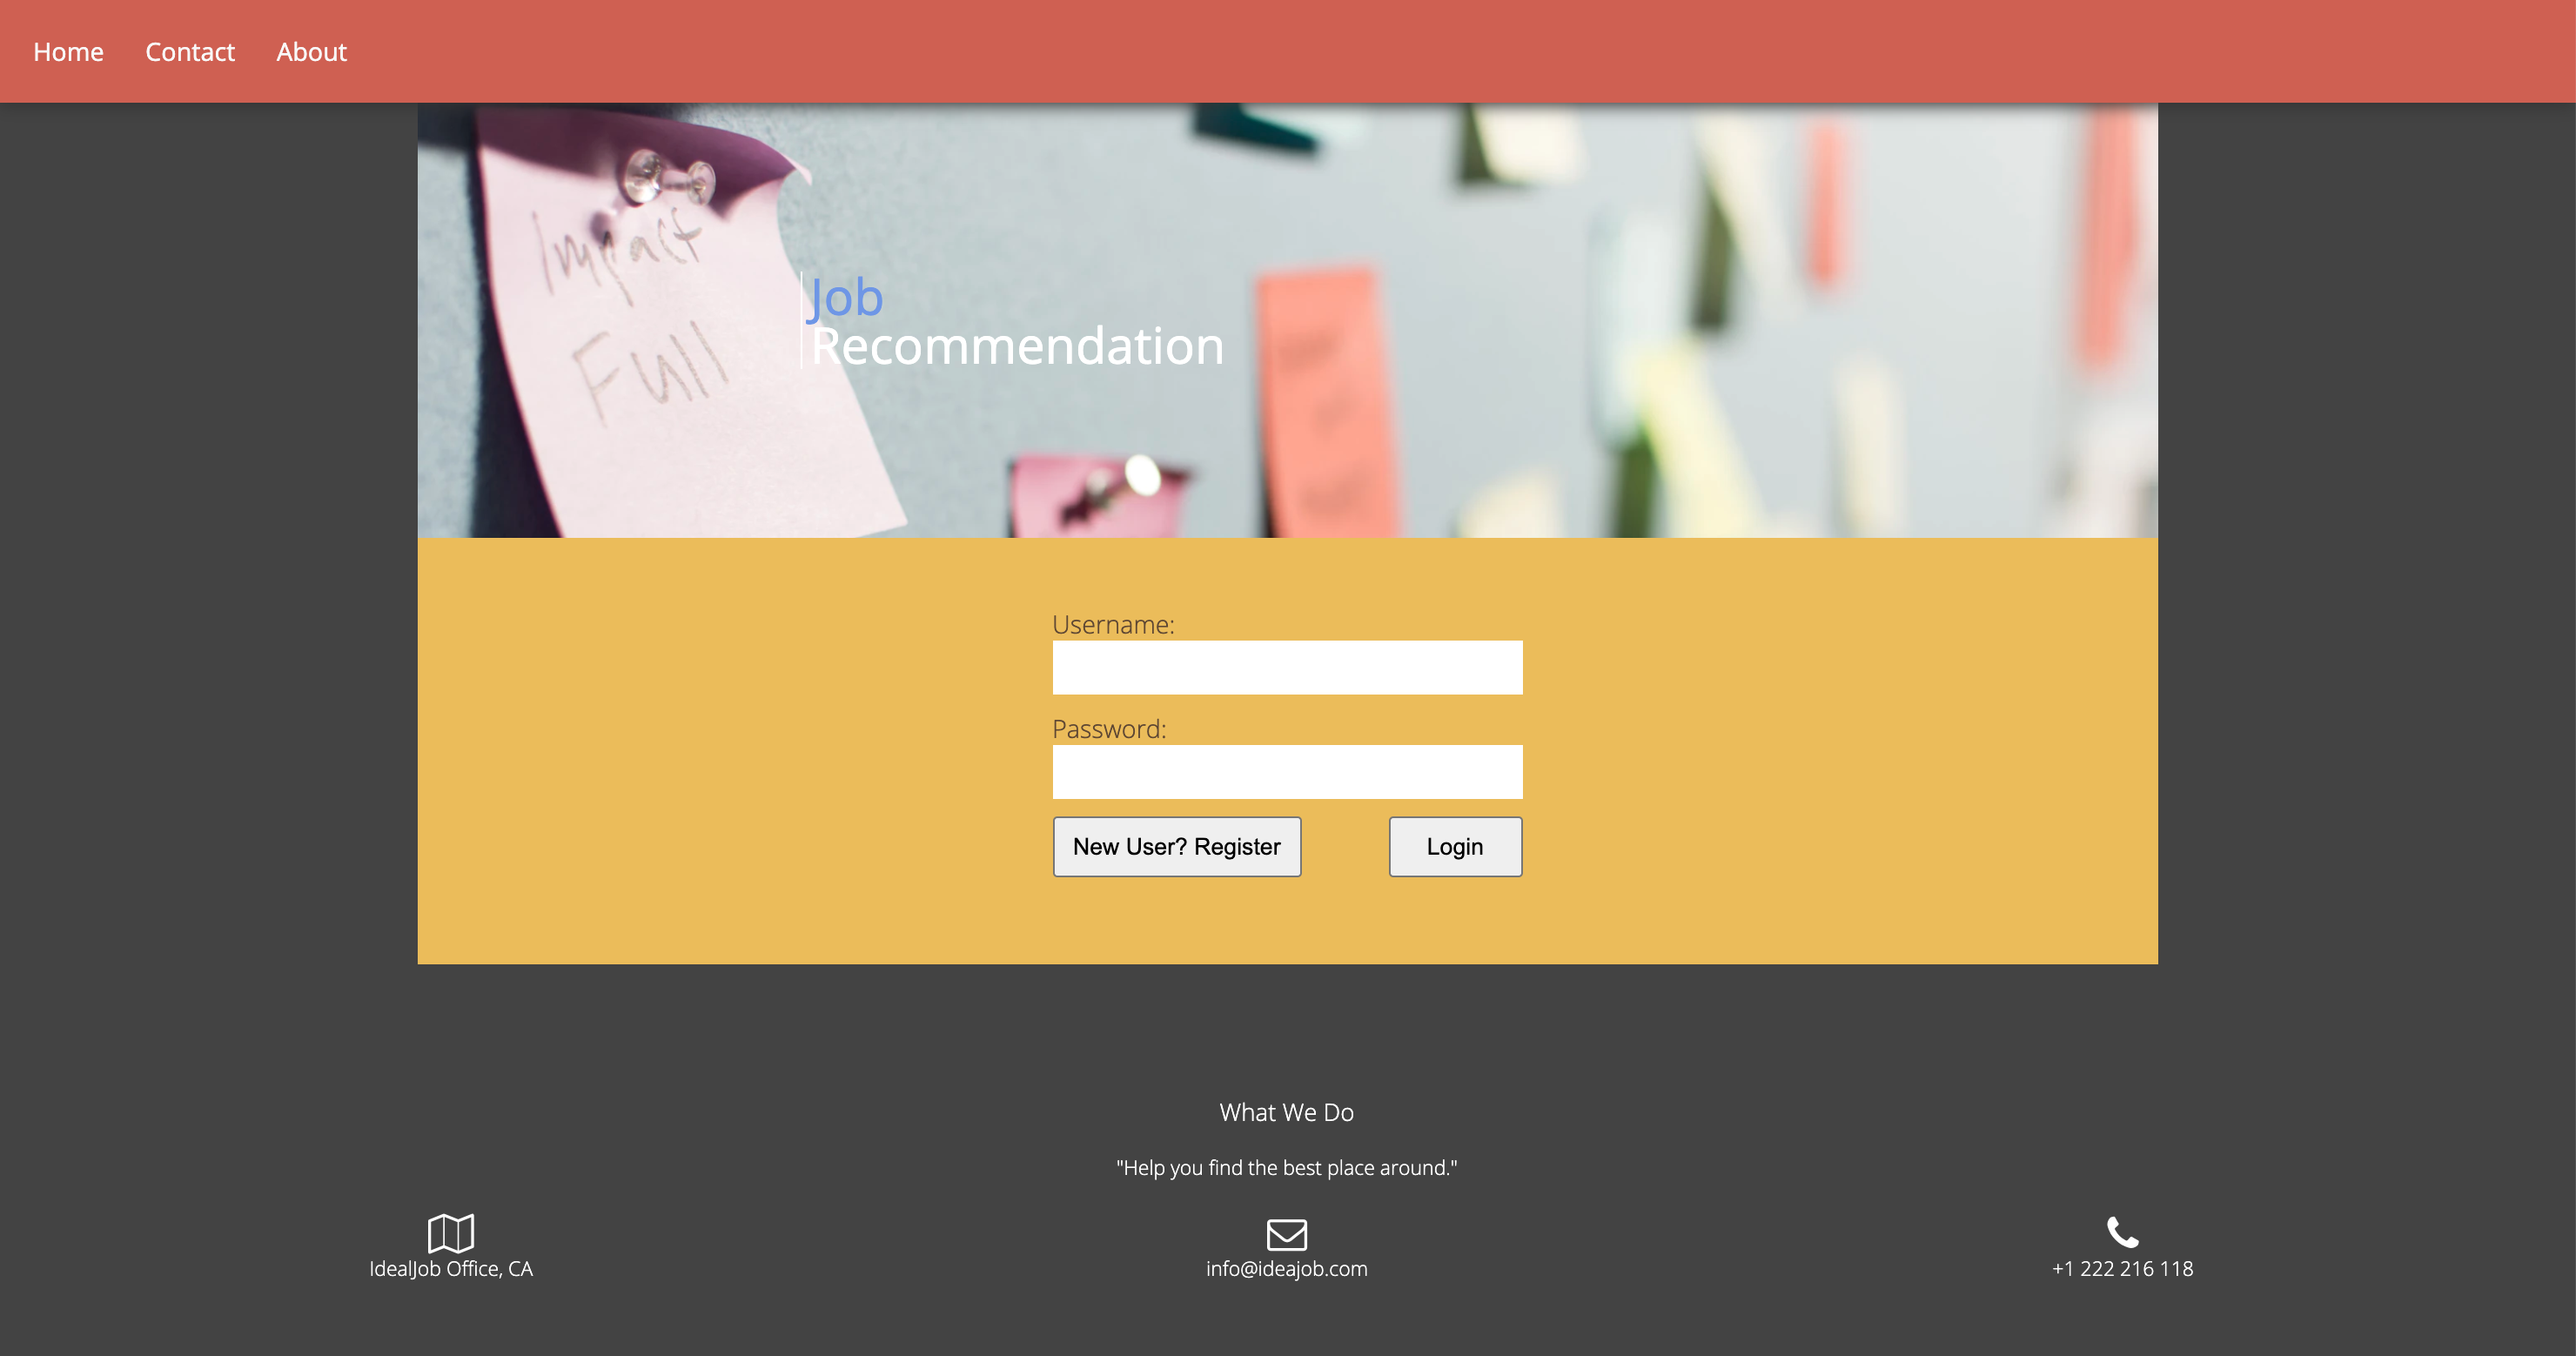 Home Contact About
Impact
Full
Job
Recommendation
Username:
Password:
New User? Register Login
What We Do
"Help you find the best place around."
IdealJob Office, CA info@ideajob.com +1 222 216 118